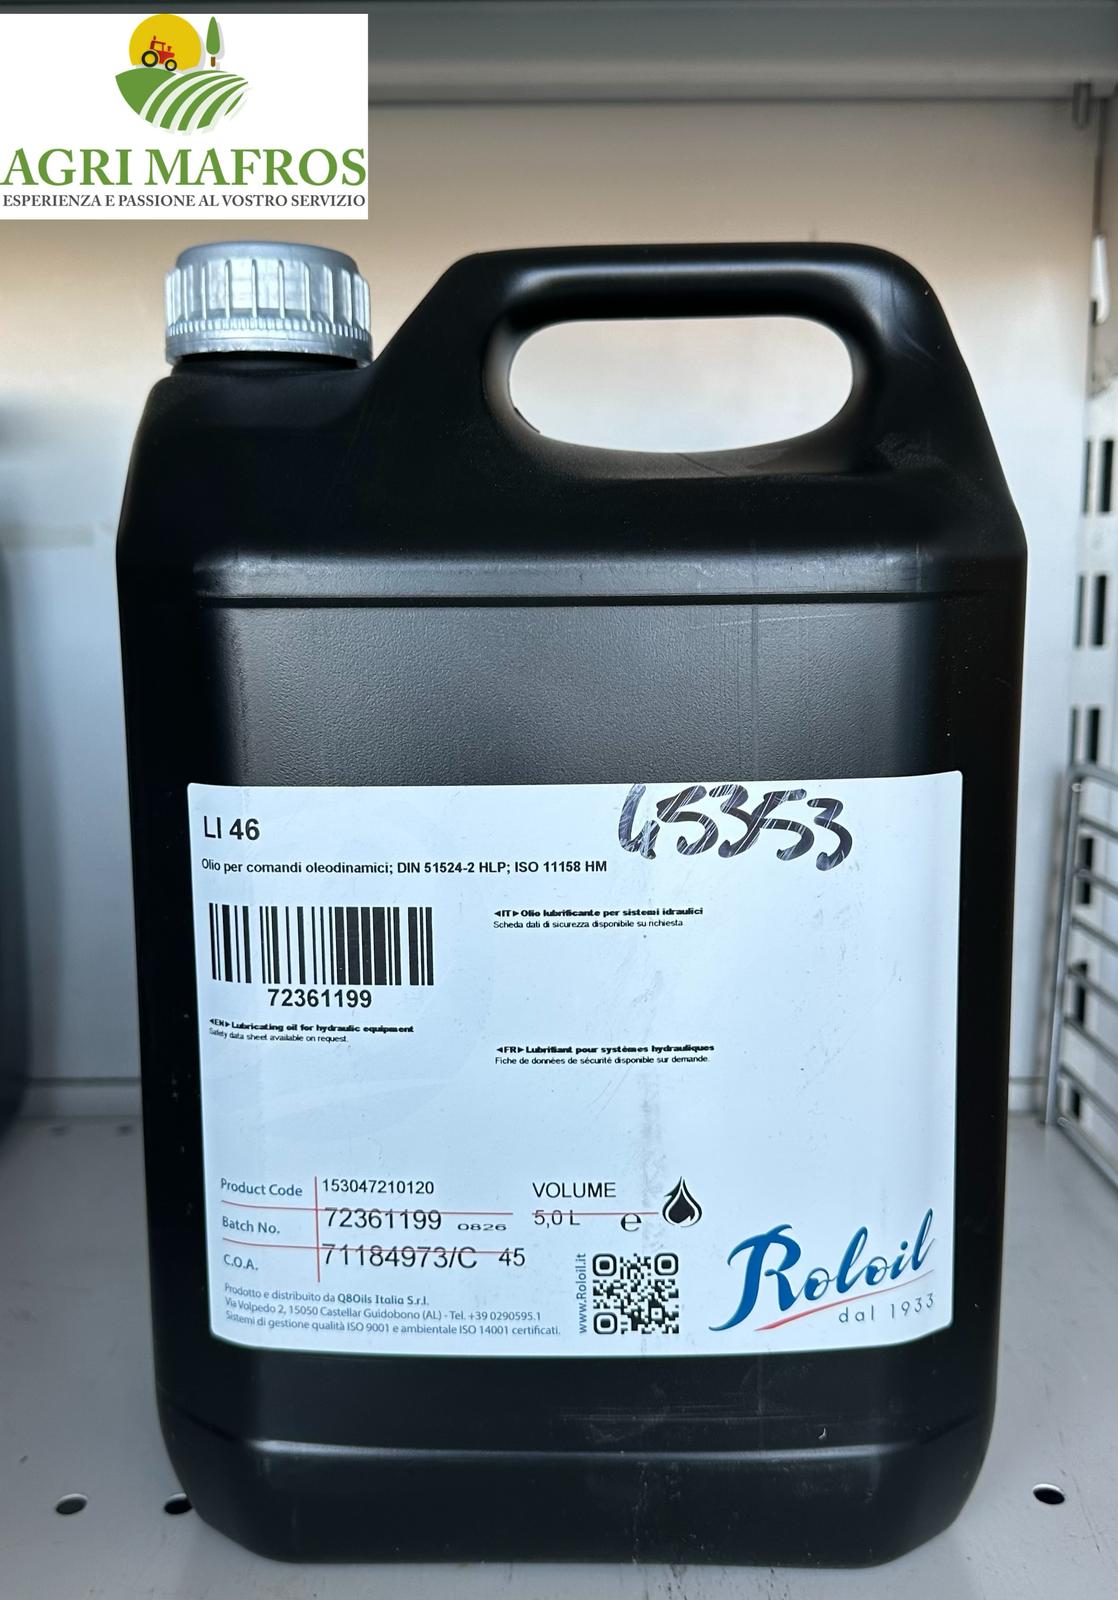 AGRI MAFROS
ESPERIENZA E PASSIONE AL VOSTRO SERVIZIO
45353
LI 46
Olio per comandi oleodinamici; DIN 51524-2 HLP; ISO 11158 HM
72361199
◄IT► Olio lubrificante per sistemi idraulici
Scheda dati di sicurezza disponibile su richiesta
◄EN► Lubricating oil for hydraulic equipment
Safety data sheet available on request.
◄FR► Lubrifiant pour systèmes hydrauliques
Fiche de données de sécurité disponible sur demande.
Product Code 153047210120
Batch No. 72361199 0826
C.O.A. 71184973/C 45
VOLUME
5,0 L e
Prodotto e distribuito da Q8Oils Italia S.r.l.
Via Volpedo 2, 15050 Castellar Guidobono (AL) - Tel. +39 0290595.1
Sistemi di gestione qualità ISO 9001 e ambientale ISO 14001 certificati.
www.Roloil.it
Roloil
dal 1933